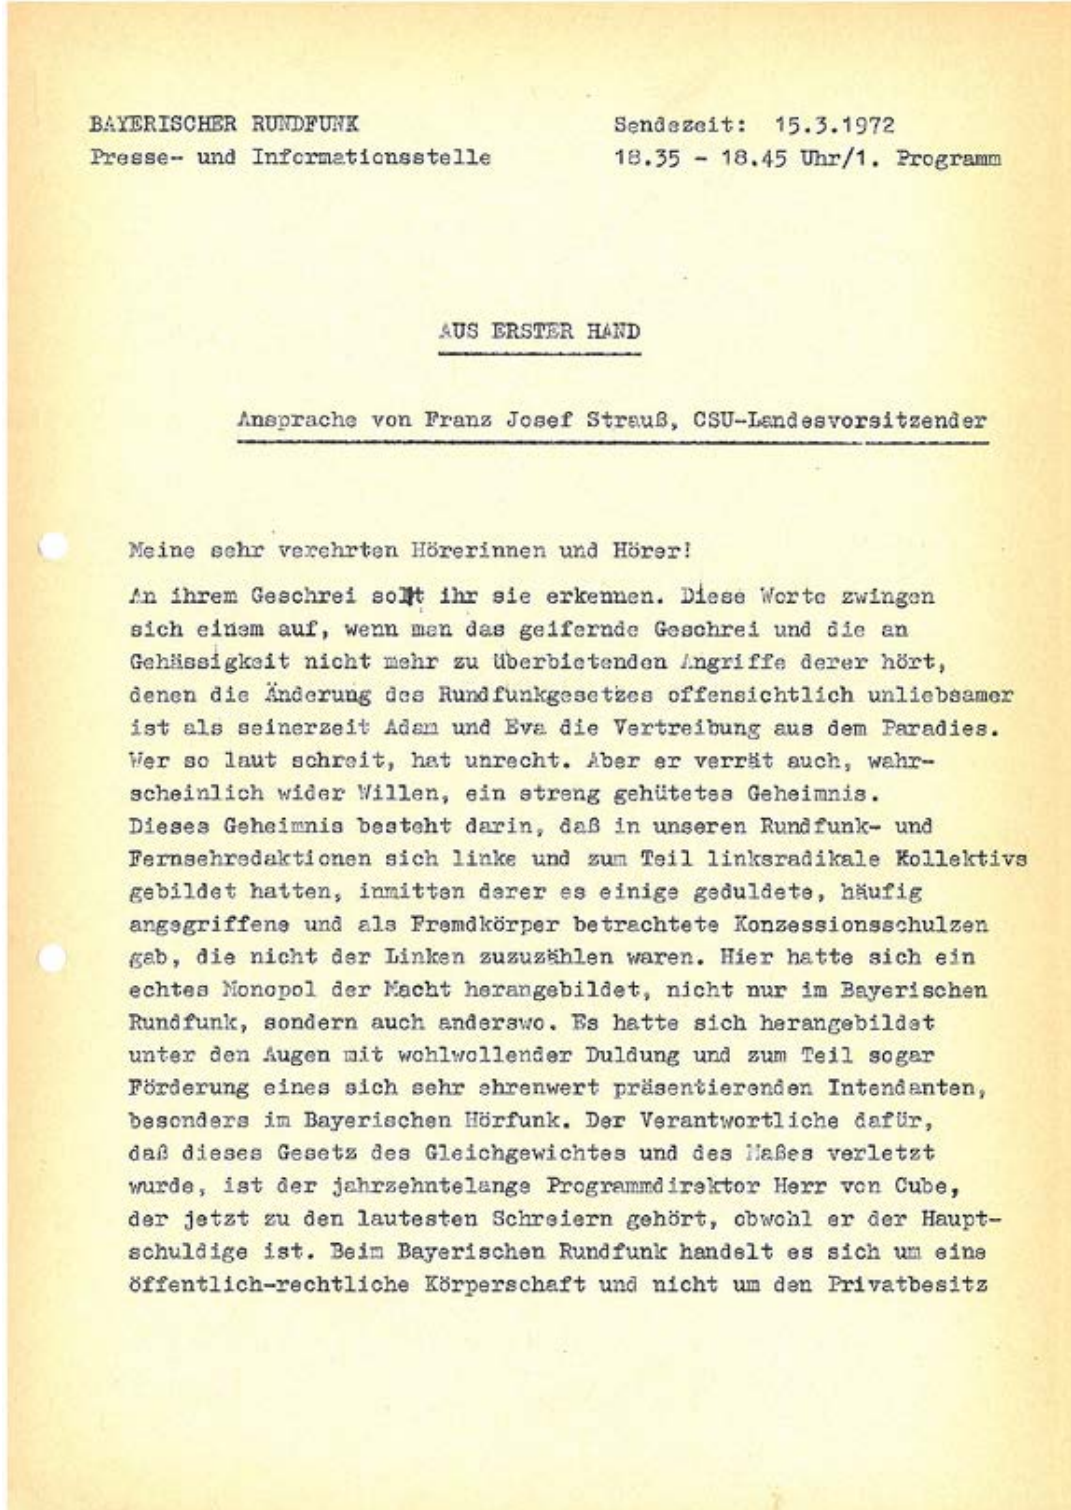 BAYERISCHER RUNDFUNK
Presse- und Informationsstelle
Sendezeit: 15.3.1972
18.35 - 18.45 Uhr/1. Programm
AUS ERSTER HAND
Ansprache von Franz Josef Strauß, CSU-Landesvorsitzender
Meine sehr verehrten Hörerinnen und Hörer!
An ihrem Geschrei sollt ihr sie erkennen. Diese Worte zwingen
sich einem auf, wenn man das geifernde Geschrei und die an
Gehässigkeit nicht mehr zu überbietenden Angriffe derer hört,
denen die Änderung des Rundfunkgesetzes offensichtlich unliebsamer
ist als seinerzeit Adam und Eva die Vertreibung aus dem Paradies.
Wer so laut schreit, hat unrecht. Aber er verrät auch, wahr-
scheinlich wider Willen, ein streng gehütetes Geheimnis.
Dieses Geheimnis besteht darin, daß in unseren Rundfunk- und
Fernsehredaktionen sich linke und zum Teil linksradikale Kollektive
gebildet hatten, inmitten derer es einige geduldete, häufig
angegriffene und als Fremdkörper betrachtete Konzessionsschulzen
gab, die nicht der Linken zuzuzählen waren. Hier hatte sich ein
echtes Monopol der Macht herangebildet, nicht nur im Bayerischen
Rundfunk, sondern auch anderswo. Es hatte sich herangebildet
unter den Augen mit wohlwollender Duldung und zum Teil sogar
Förderung eines sich sehr ehrenwert präsentierenden Intendanten,
besonders im Bayerischen Hörfunk. Der Verantwortliche dafür,
daß dieses Gesetz des Gleichgewichtes und des Maßes verletzt
wurde, ist der jahrzehntelange Programmdirektor Herr von Cube,
der jetzt zu den lautesten Schreiern gehört, obwohl er der Haupt-
schuldige ist. Beim Bayerischen Rundfunk handelt es sich um eine
öffentlich-rechtliche Körperschaft und nicht um den Privatbesitz